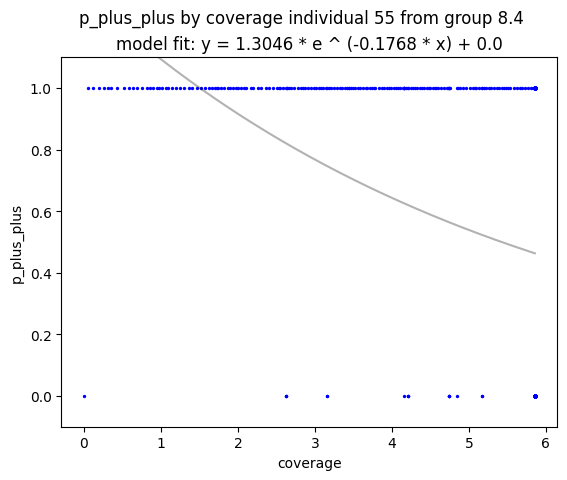 p_plus_plus by coverage individual 55 from group 8.4
model fit: y = 1.3046 * e ^ (-0.1768 * x) + 0.0
1.0
0.8
0.6
0.4
0.2
0.0
p_plus_plus
0 1 2 3 4 5 6
coverage